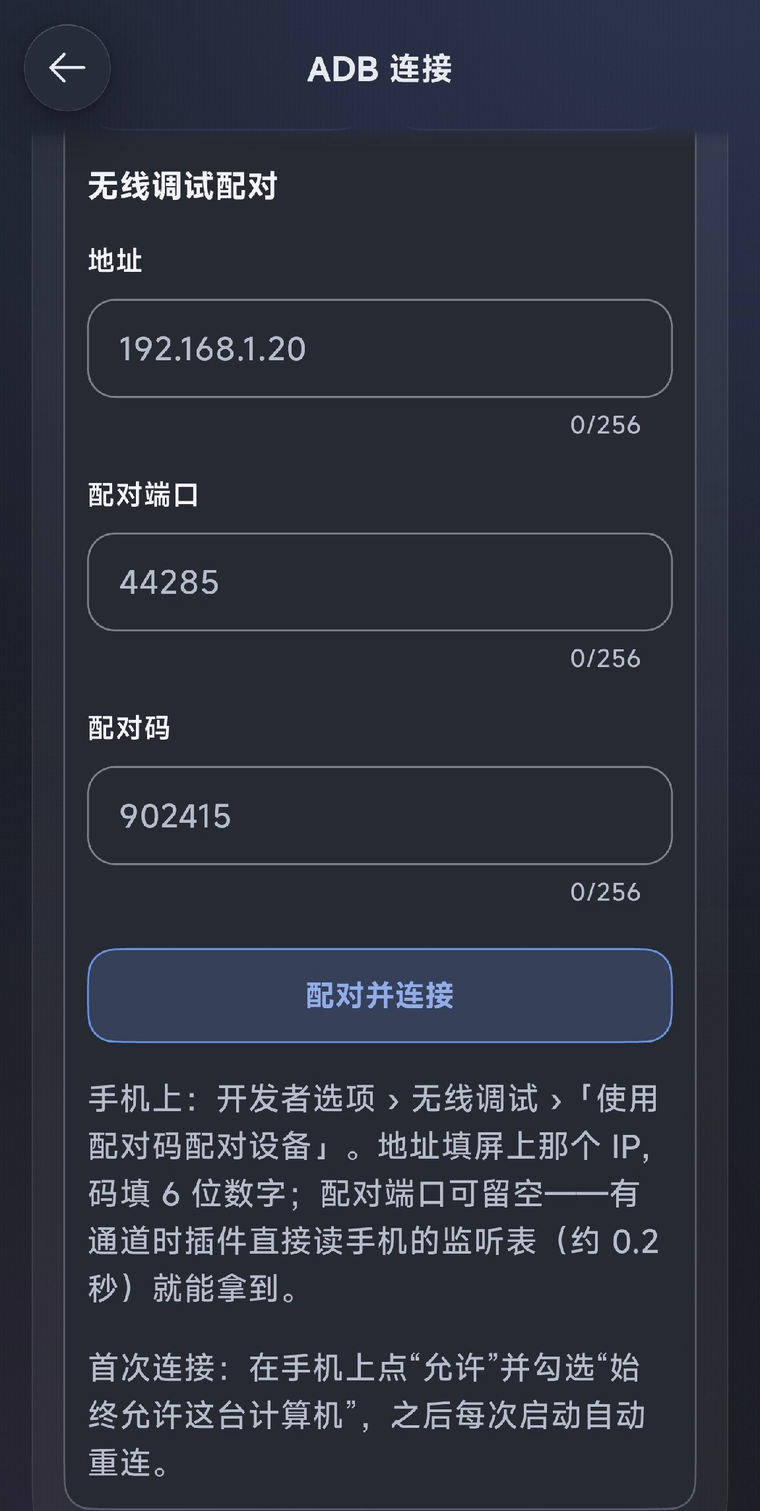 ADB 连接
无线调试配对
地址
192.168.1.20
0/256
配对端口
44285
0/256
配对码
902415
0/256
配对并连接
手机上：开发者选项 › 无线调试 ›「使用
配对码配对设备」。地址填屏上那个 IP，
码填 6 位数字；配对端口可留空——有
通道时插件直接读手机的监听表（约 0.2
秒）就能拿到。
首次连接：在手机上点“允许”并勾选“始
终允许这台计算机”，之后每次启动自动
重连。